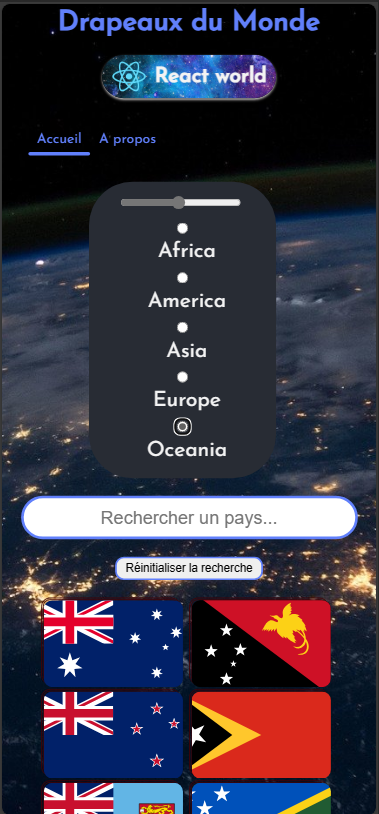 Drapeaux du Monde
React world
Accueil A propos
Africa
America
Asia
Europe
Oceania
Rechercher un pays...
Réinitialiser la recherche